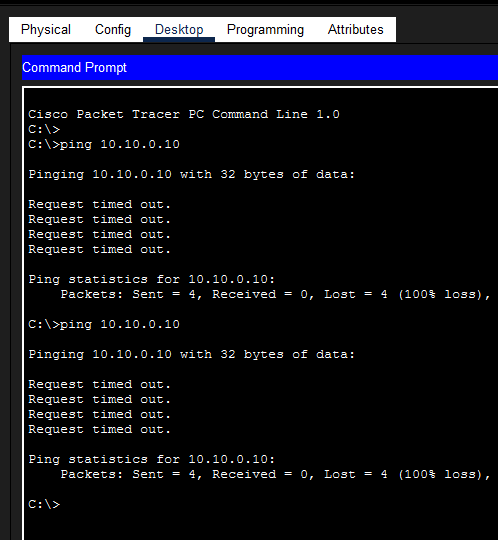 Physical Config Desktop Programming Attributes
Command Prompt
Cisco Packet Tracer PC Command Line 1.0
C:\>
C:\>ping 10.10.0.10
Pinging 10.10.0.10 with 32 bytes of data:
Request timed out.
Request timed out.
Request timed out.
Request timed out.
Ping statistics for 10.10.0.10:
Packets: Sent = 4, Received = 0, Lost = 4 (100% loss),
C:\>ping 10.10.0.10
Pinging 10.10.0.10 with 32 bytes of data:
Request timed out.
Request timed out.
Request timed out.
Request timed out.
Ping statistics for 10.10.0.10:
Packets: Sent = 4, Received = 0, Lost = 4 (100% loss),
C:\>